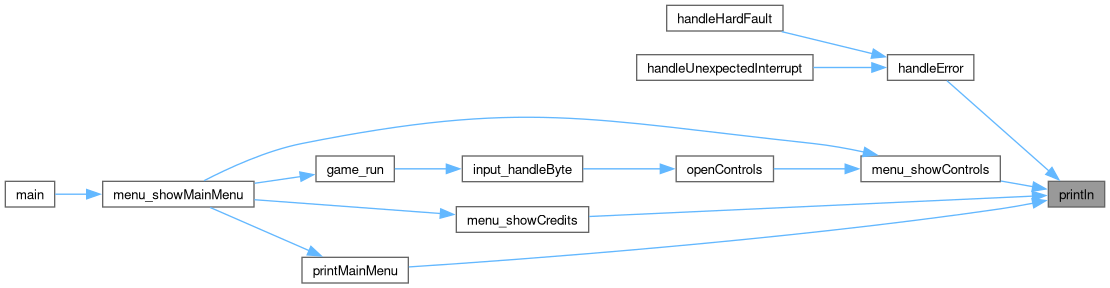 handleHardFault
handleUnexpectedInterrupt
handleError
main
menu_showMainMenu
game_run
input_handleByte
openControls
menu_showControls
println
menu_showCredits
printMainMenu